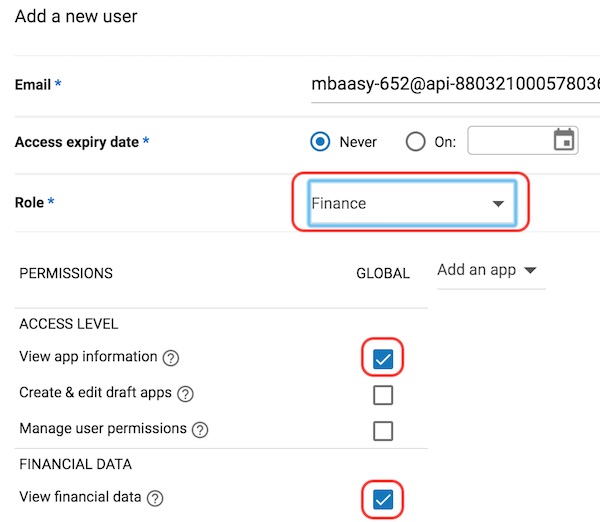 Add a new user
Email * mbaasy-652@api-88032100057803
Access expiry date * Never On:
Role * Finance
PERMISSIONS GLOBAL Add an app
ACCESS LEVEL
View app information ?
Create & edit draft apps ?
Manage user permissions ?
FINANCIAL DATA
View financial data ?